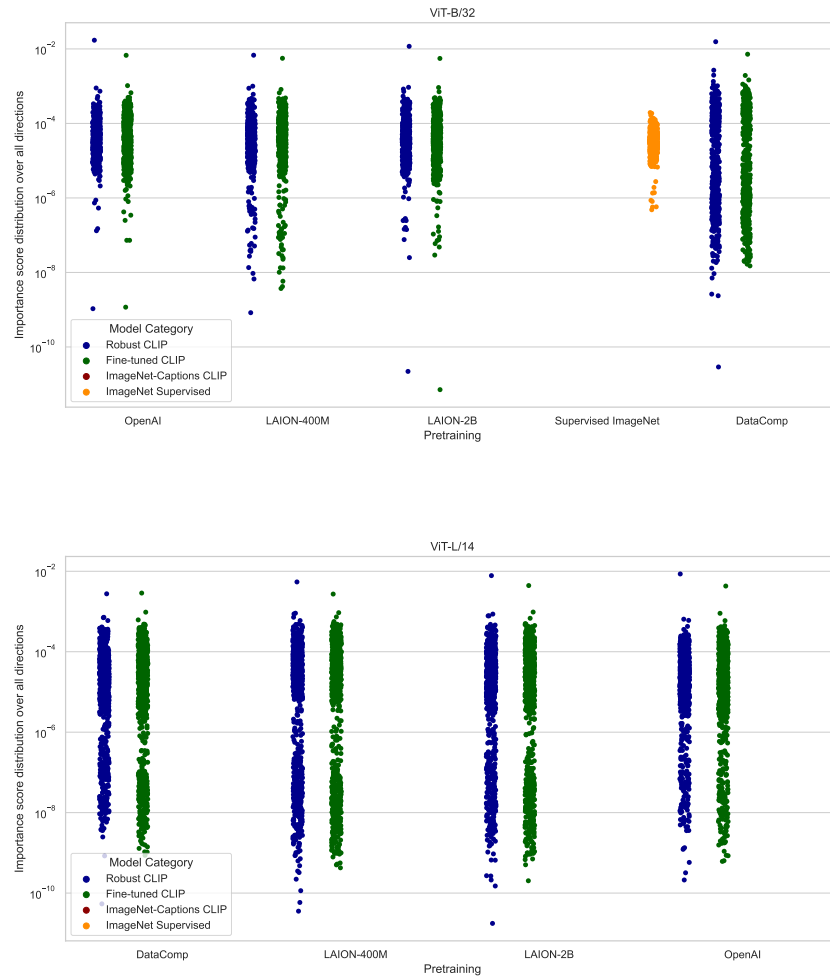 ViT-B/32
Importance score distribution over all directions
10⁻²
10⁻⁴
10⁻⁶
10⁻⁸
10⁻¹⁰
Model Category
Robust CLIP
Fine-tuned CLIP
ImageNet-Captions CLIP
ImageNet Supervised
OpenAI LAION-400M LAION-2B Supervised ImageNet DataComp
Pretraining
ViT-L/14
Importance score distribution over all directions
10⁻²
10⁻⁴
10⁻⁶
10⁻⁸
10⁻¹⁰
Model Category
Robust CLIP
Fine-tuned CLIP
ImageNet-Captions CLIP
ImageNet Supervised
DataComp LAION-400M LAION-2B OpenAI
Pretraining